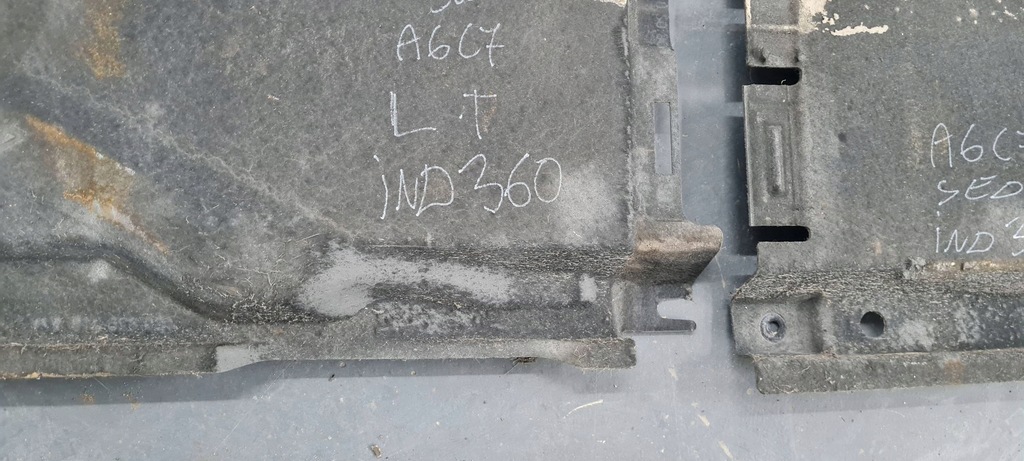 A6C7
L T
iND360
A6C7
SED
iND 3